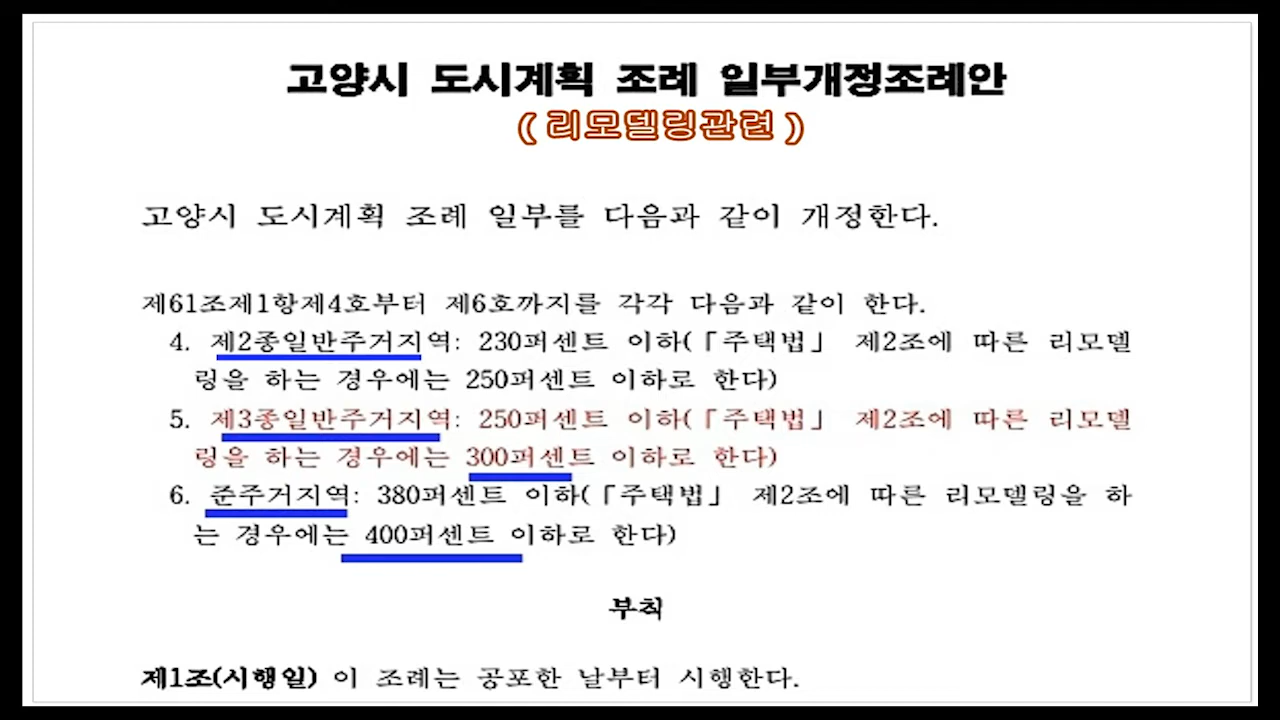 고양시 도시계획 조례 일부개정조례안
( 리모델링관련 )
고양시 도시계획 조례 일부를 다음과 같이 개정한다.
제61조제1항제4호부터 제6호까지를 각각 다음과 같이 한다.
4. 제2종일반주거지역: 230퍼센트 이하(「주택법」 제2조에 따른 리모델
링을 하는 경우에는 250퍼센트 이하로 한다)
5. 제3종일반주거지역: 250퍼센트 이하(「주택법」 제2조에 따른 리모델
링을 하는 경우에는 300퍼센트 이하로 한다)
6. 준주거지역: 380퍼센트 이하(「주택법」 제2조에 따른 리모델링을 하
는 경우에는 400퍼센트 이하로 한다)
부칙
제1조(시행일) 이 조례는 공포한 날부터 시행한다.